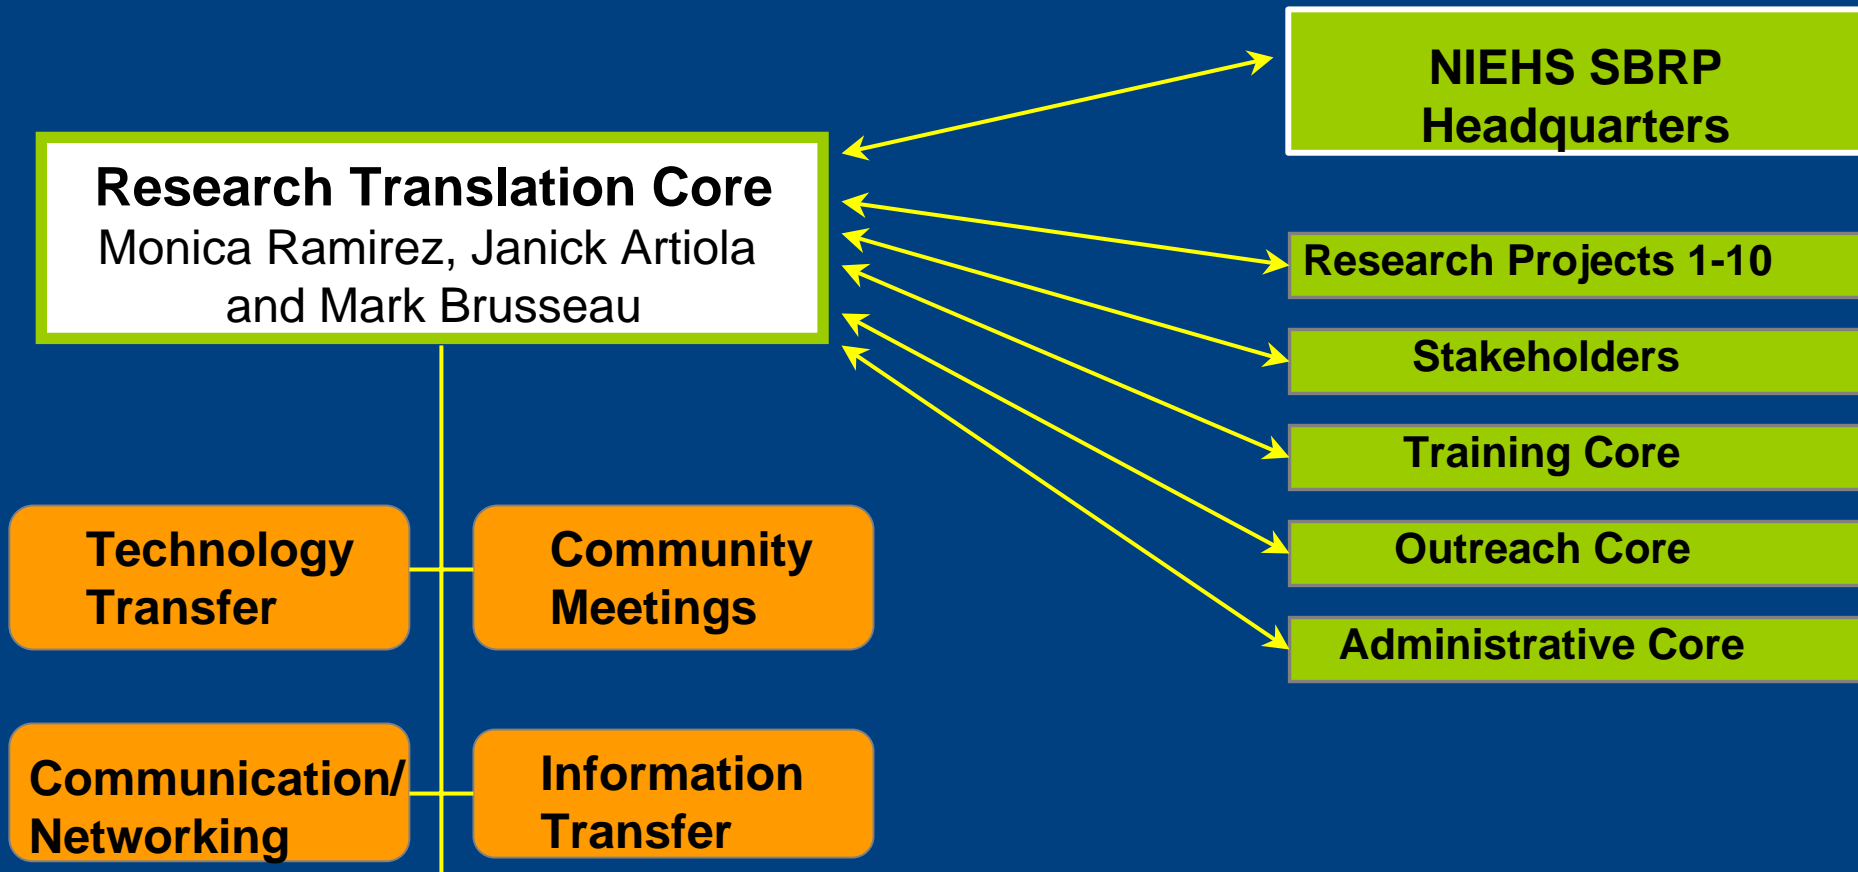 Research Translation Core
Monica Ramirez, Janick Artiola
and Mark Brusseau
NIEHS SBRP
Headquarters
Research Projects 1-10
Stakeholders
Training Core
Outreach Core
Administrative Core
Technology
Transfer
Community
Meetings
Communication/
Networking
Information
Transfer